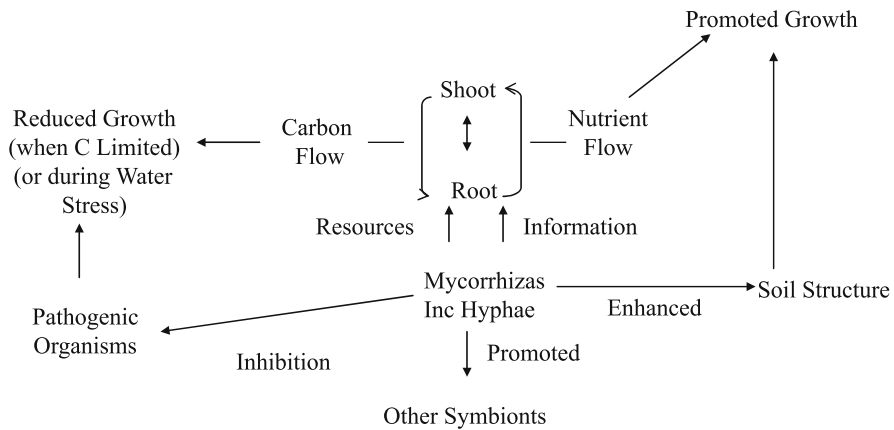 Promoted Growth
Shoot
Reduced Growth
(when C Limited)
(or during Water
Stress)
Carbon
Flow
Nutrient
Flow
Root
Resources
Information
Mycorrhizas
Inc Hyphae
Enhanced
Soil Structure
Pathogenic
Organisms
Inhibition
Promoted
Other Symbionts